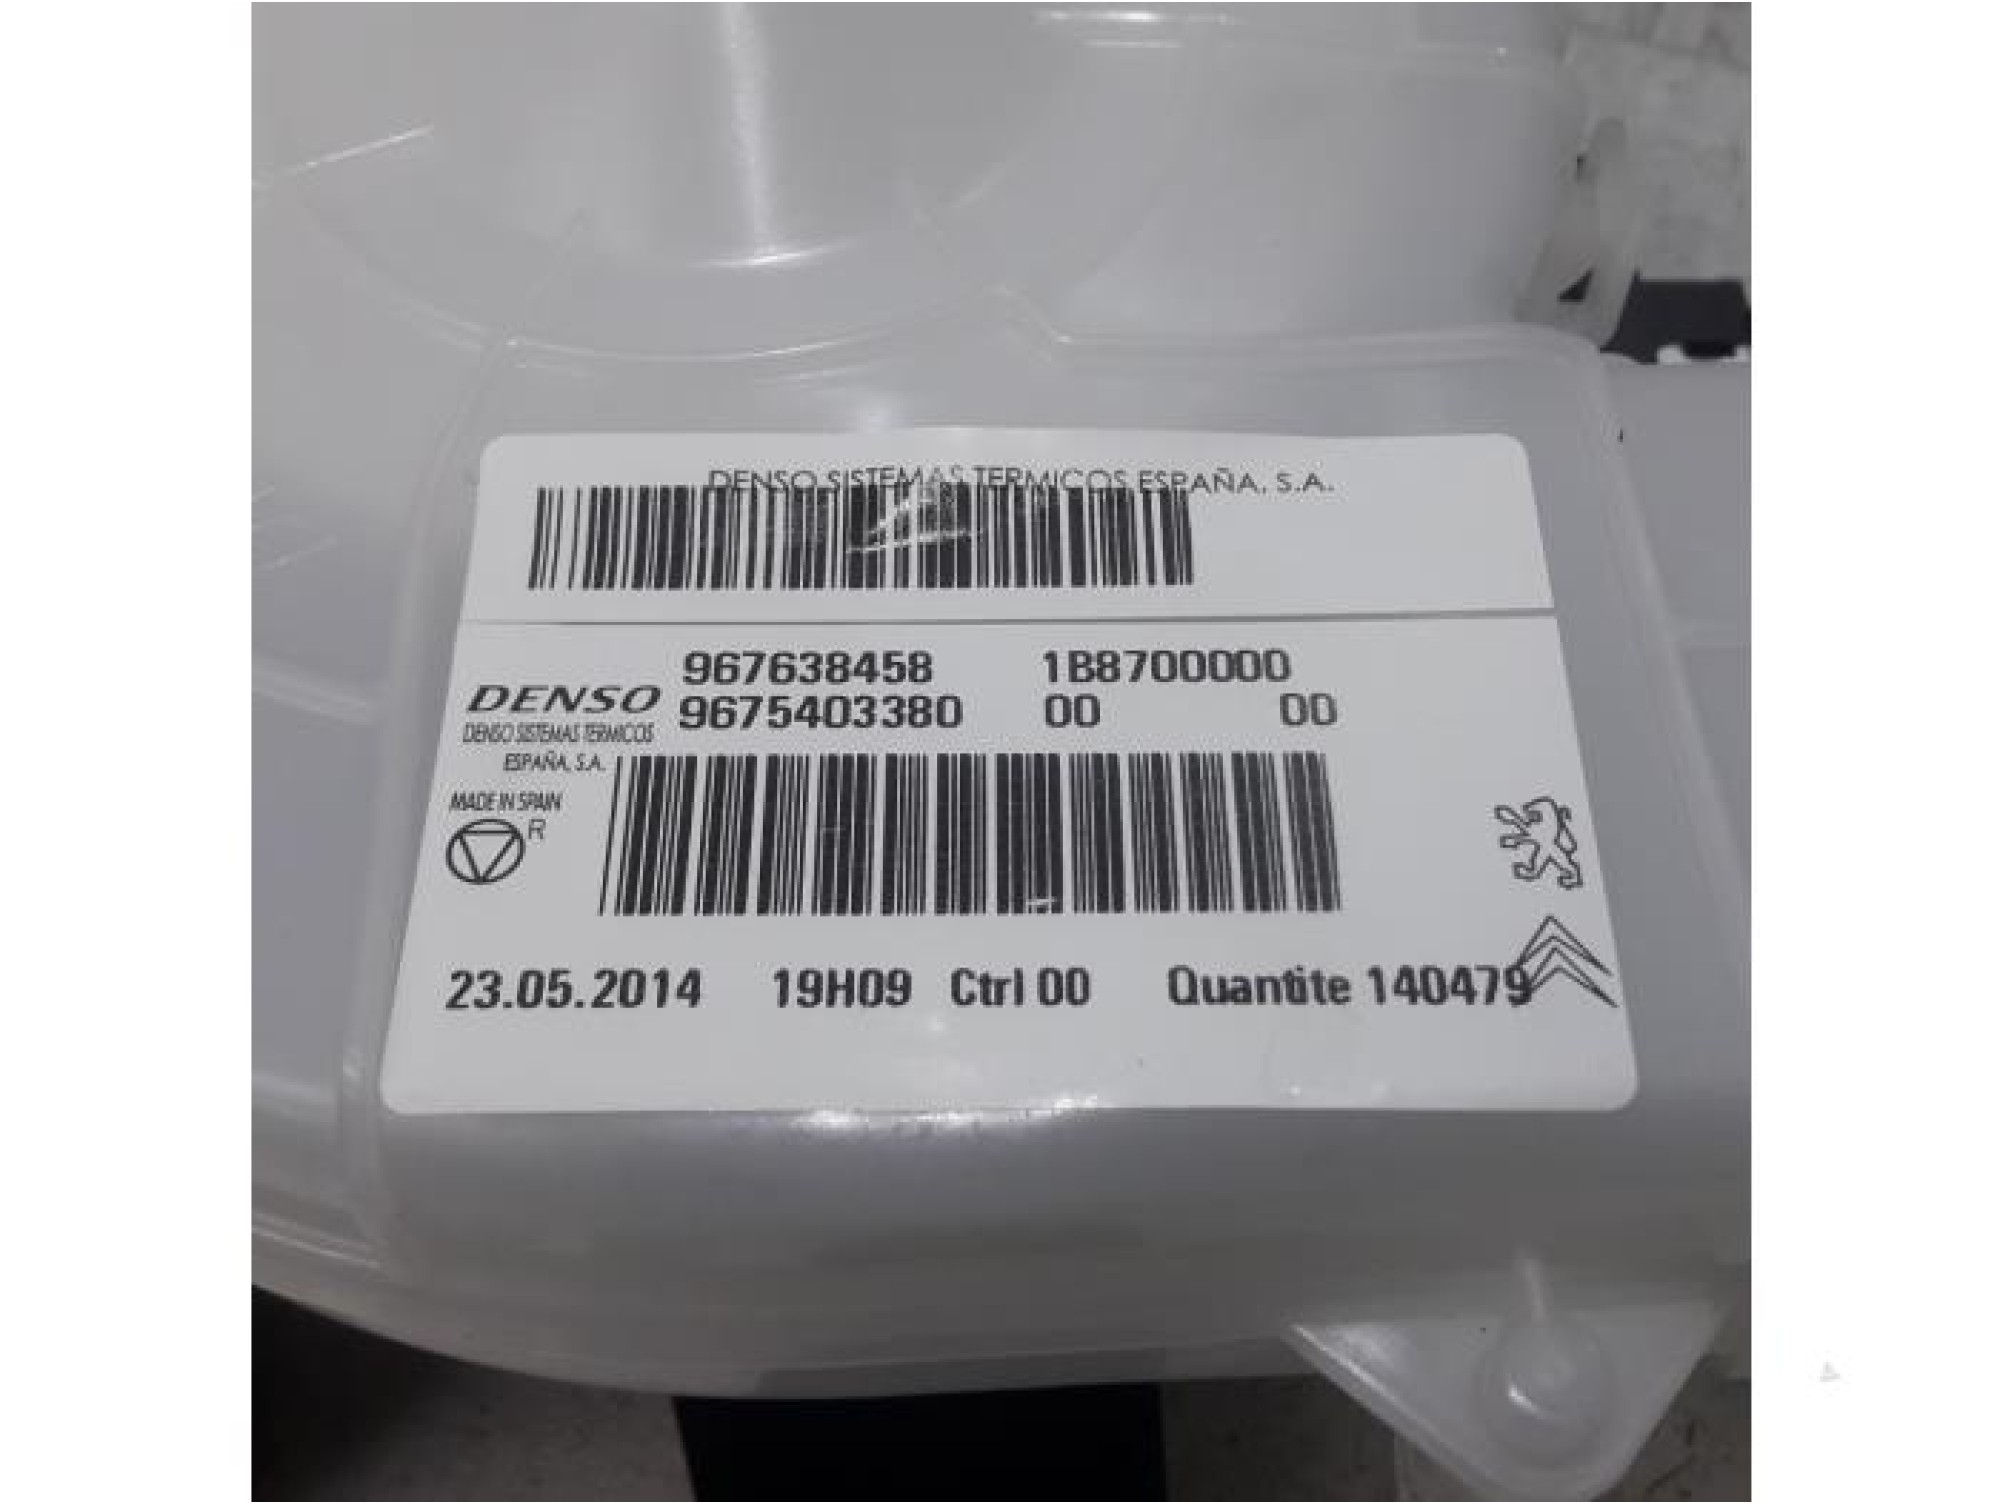 DENSO SISTEMAS TERMICOS ESPAÑA, S.A.
967638458 1B8700000
DENSO 9675403380 00 00
DENSO SISTEMAS TERMICOS
ESPAÑA, S.A.
MADE IN SPAIN
R
23.05.2014 19H09 Ctrl 00 Quantite 140479